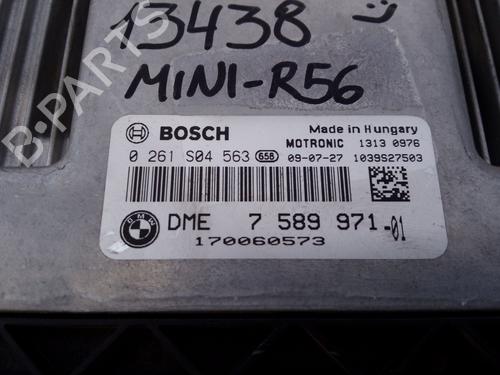 13438
MINI-R56
BOSCH
Made in Hungary
MOTRONIC 1313 0976
0 261 S04 563 658 09-07-27 1039S27503
BMW
DME 7 589 971-01
170060573
B-PARTS